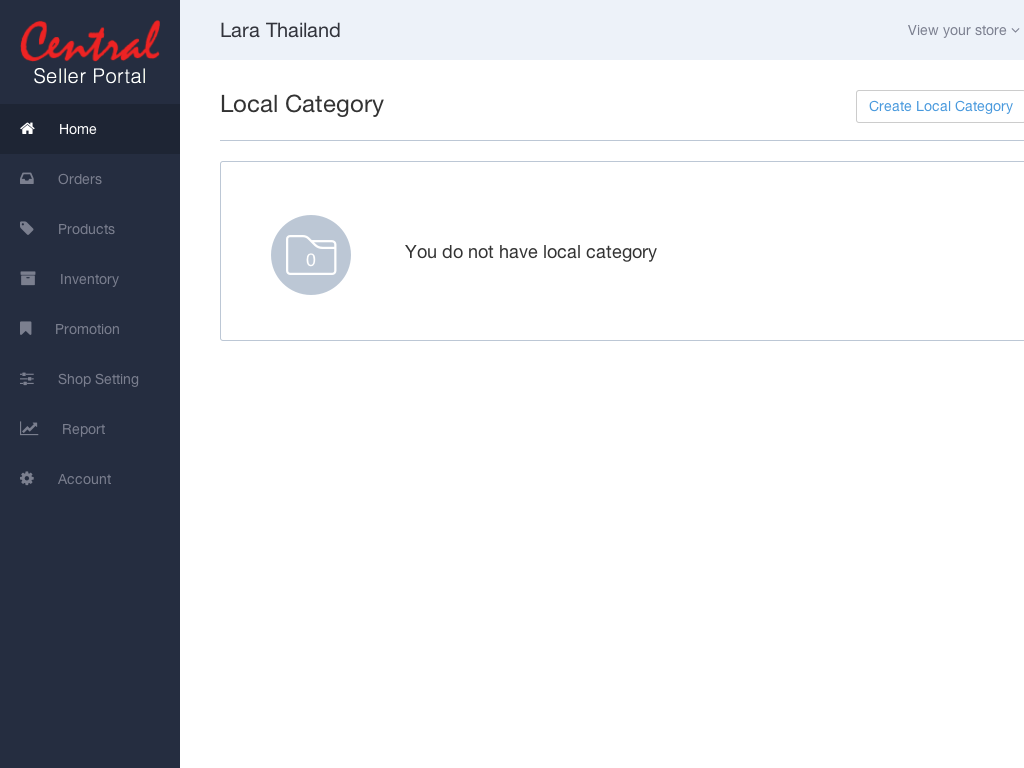 Central
Seller Portal
Home
Orders
Products
Inventory
Promotion
Shop Setting
Report
Account
Lara Thailand
View your store
Local Category
Create Local Category
0
You do not have local category